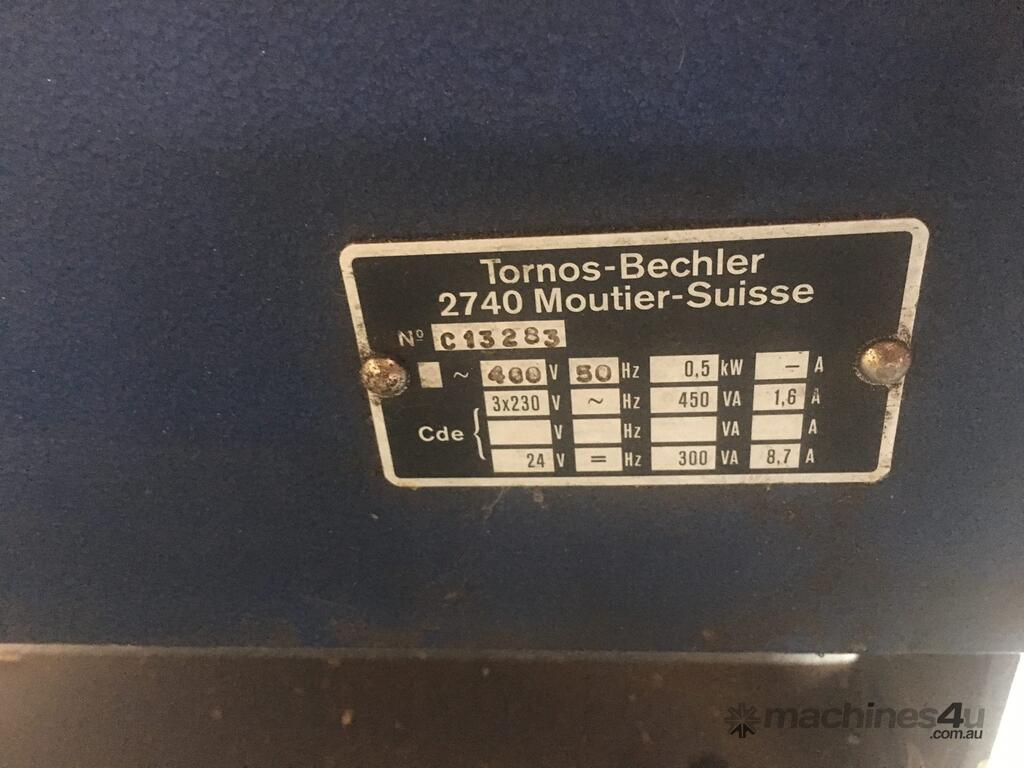 Tornos-Bechler
2740 Moutier-Suisse
Nº C13283
~ 400 V 50 Hz 0,5 kW – A
3x230 V ~ Hz 450 VA 1,6 A
Cde { V Hz VA A
24 V = Hz 300 VA 8,7 A
machines4u
.com.au